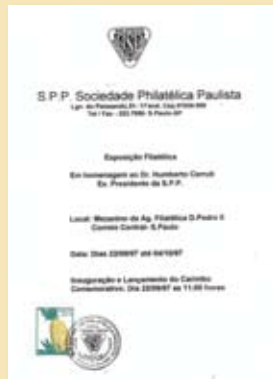 S.P.P. Sociedade Philatélica Paulista
Exposição Filatélica
Em homenagem ao Dr. Humberto Cerruti
Ex. Presidente da S.P.P.
Local: Mezanino da Ag. Filatélica D.Pedro II
Correio Central- S.Paulo
Data: Dias 22/09/97 até 04/10/97
Inauguração e Lançamento do Carimbo
Comemorativo: Dia 22/09/97 as 11:00 horas